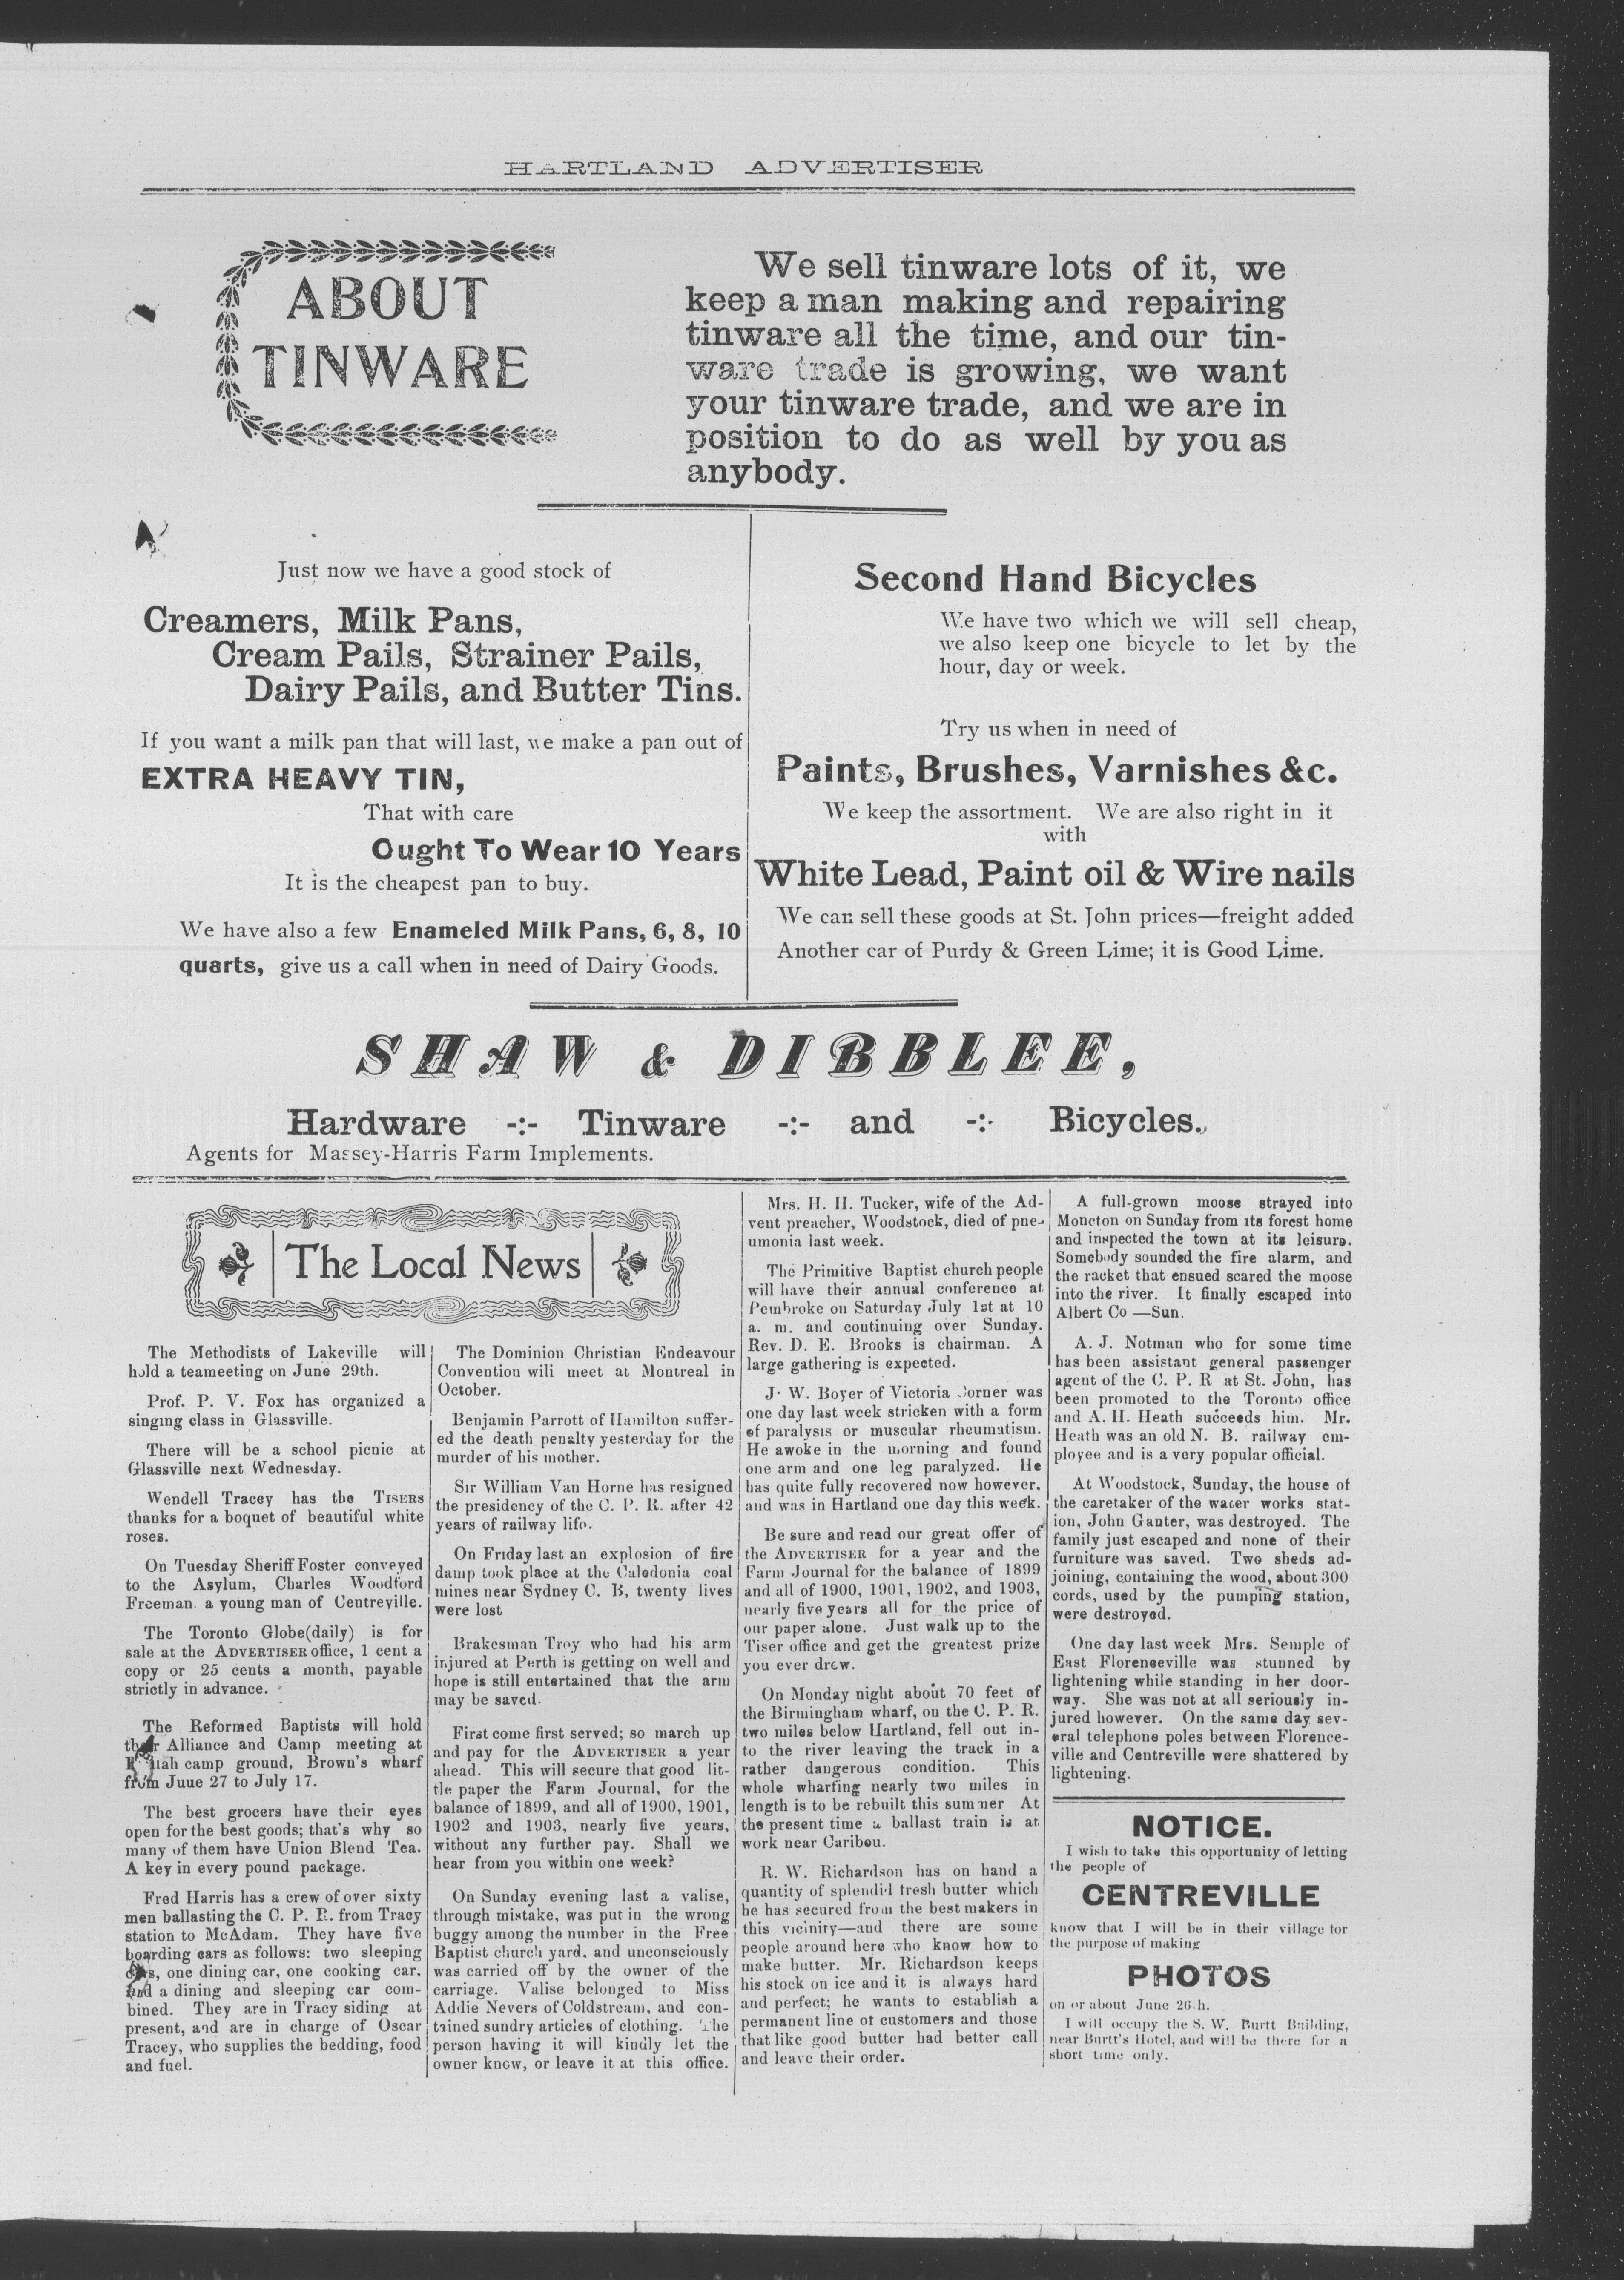 HARTLAND ADVERTISER
ABOUT
TINWARE
We sell tinware lots of it, we
keep a man making and repairing
tinware all the time, and our tin-
ware trade is growing, we want
your tinware trade, and we are in
position to do as well by you as
anybody.
Just now we have a good stock of
Creamers, Milk Pans,
Cream Pails, Strainer Pails,
Dairy Pails, and Butter Tins.
If you want a milk pan that will last, we make a pan out of
EXTRA HEAVY TIN,
That with care
Ought To Wear 10 Years
It is the cheapest pan to buy.
We have also a few Enameled Milk Pans, 6, 8, 10
quarts, give us a call when in need of Dairy Goods.
Second Hand Bicycles
We have two which we will sell cheap,
we also keep one bicycle to let by the
hour, day or week.
Try us when in need of
Paints, Brushes, Varnishes &c.
We keep the assortment. We are also right in it
with
White Lead, Paint oil & Wire nails
We can sell these goods at St. John prices—freight added
Another car of Purdy & Green Lime; it is Good Lime.
SHAW & DIBBLEE,
Hardware -:- Tinware -:- and -:- Bicycles.
Agents for Massey-Harris Farm Implements.
The Local News
The Methodists of Lakeville will
hold a teameeting on June 29th.
Prof. P. V. Fox has organized a
singing class in Glassville.
There will be a school picnic at
Glassville next Wednesday.
Wendell Tracey has the TISERS
thanks for a boquet of beautiful white
roses.
On Tuesday Sheriff Foster conveyed
to the Asylum, Charles Woodford
Freeman a young man of Centreville.
The Toronto Globe(daily) is for
sale at the ADVERTISER office, 1 cent a
copy or 25 cents a month, payable
strictly in advance.
The Reformed Baptists will hold
their Alliance and Camp meeting at
camp ground, Brown's wharf
from Juue 27 to July 17.
The best grocers have their eyes
open for the best goods; that's why so
many of them have Union Blend Tea.
A key in every pound package.
Fred Harris has a crew of over sixty
men ballasting the C. P. R. from Tracy
station to McAdam. They have five
boarding cars as follows: two sleeping
cars, one dining car, one cooking car,
and a dining and sleeping car com-
bined. They are in Tracy siding at
present, and are in charge of Oscar
Tracey, who supplies the bedding, food
and fuel.
The Dominion Christian Endeavour
Convention wili meet at Montreal in
October.
Benjamin Parrott of Hamilton suffer-
ed the death penalty yesterday for the
murder of his mother.
Sir William Van Horne has resigned
the presidency of the C. P. R. after 42
years of railway life.
On Friday last an explosion of fire
damp took place at the Caledonia coal
mines near Sydney C. B, twenty lives
were lost
Brakesman Troy who had his arm
injured at Perth is getting on well and
hope is still entertained that the arm
may be saved.
First come first served; so march up
and pay for the ADVERTISER a year
ahead. This will secure that good lit-
tle paper the Farm Journal, for the
balance of 1899, and all of 1900, 1901,
1902 and 1903, nearly five years,
without any further pay. Shall we
hear from you within one week?
On Sunday evening last a valise,
through mistake, was put in the wrong
buggy among the number in the Free
Baptist church yard, and unconsciously
was carried off by the owner of the
carriage. Valise belonged to Miss
Addie Nevers of Coldstream, and con-
tained sundry articles of clothing. The
person having it will kindly let the
owner know, or leave it at this office.
Mrs. H. H. Tucker, wife of the Ad-
vent preacher, Woodstock, died of pne-
umonia last week.
The Primitive Baptist church people
will have their annual conference at
Pembroke on Saturday July 1st at 10
a. m. and continuing over Sunday.
Rev. D. E. Brooks is chairman. A
large gathering is expected.
J. W. Boyer of Victoria Corner was
one day last week stricken with a form
of paralysis or muscular rheumatism.
He awoke in the morning and found
one arm and one leg paralyzed. He
has quite fully recovered now however,
and was in Hartland one day this week.
Be sure and read our great offer of
the ADVERTISER for a year and the
Farm Journal for the balance of 1899
and all of 1900, 1901, 1902, and 1903,
nearly five years all for the price of
our paper alone. Just walk up to the
Tiser office and get the greatest prize
you ever drew.
On Monday night about 70 feet of
the Birmingham wharf, on the C. P. R.
two miles below Hartland, fell out in-
to the river leaving the track in a
rather dangerous condition. This
whole wharfing nearly two miles in
length is to be rebuilt this summer At
the present time a ballast train is at
work near Caribou.
R. W. Richardson has on hand a
quantity of splendid fresh butter which
he has secured from the best makers in
this vicinity—and there are some
people around here who know how to
make butter. Mr. Richardson keeps
his stock on ice and it is always hard
and perfect; he wants to establish a
permanent line of customers and those
that like good butter had better call
and leave their order.
A full-grown moose strayed into
Moncton on Sunday from its forest home
and inspected the town at its leisure.
Somebody sounded the fire alarm, and
the racket that ensued scared the moose
into the river. It finally escaped into
Albert Co —Sun.
A. J. Notman who for some time
has been assistant general passenger
agent of the C. P. R at St. John, has
been promoted to the Toronto office
and A. H. Heath succeeds him. Mr.
Heath was an old N. B. railway em-
ployee and is a very popular official.
At Woodstock, Sunday, the house of
the caretaker of the water works stat-
ion, John Ganter, was destroyed. The
family just escaped and none of their
furniture was saved. Two sheds ad-
joining, containing the wood, about 300
cords, used by the pumping station,
were destroyed.
One day last week Mrs. Semple of
East Florenceville was stunned by
lightening while standing in her door-
way. She was not at all seriously in-
jured however. On the same day sev-
eral telephone poles between Florence-
ville and Centreville were shattered by
lightening.
NOTICE.
I wish to take this opportunity of letting
the people of
CENTREVILLE
know that I will be in their village for
the purpose of making
PHOTOS
on or about June 26th.
I will occupy the S. W. Burtt Building,
near Burtt's Hotel, and will be there for a
short time only.